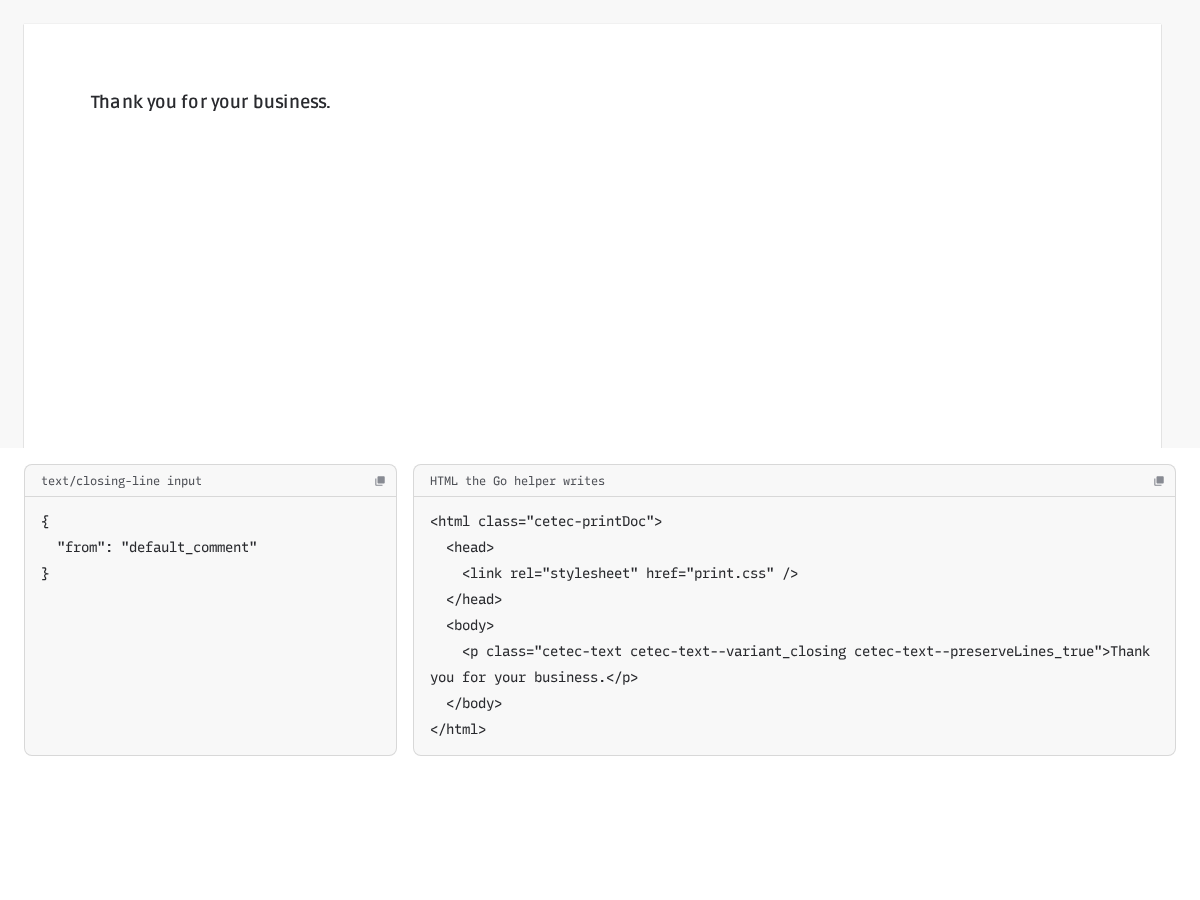 Thank you for your business.
text/closing-line input
{
  "from": "default_comment"
}
HTML the Go helper writes
<html class="cetec-printDoc">
  <head>
    <link rel="stylesheet" href="print.css" />
  </head>
  <body>
    <p class="cetec-text cetec-text--variant_closing cetec-text--preserveLines_true">Thank
you for your business.</p>
  </body>
</html>